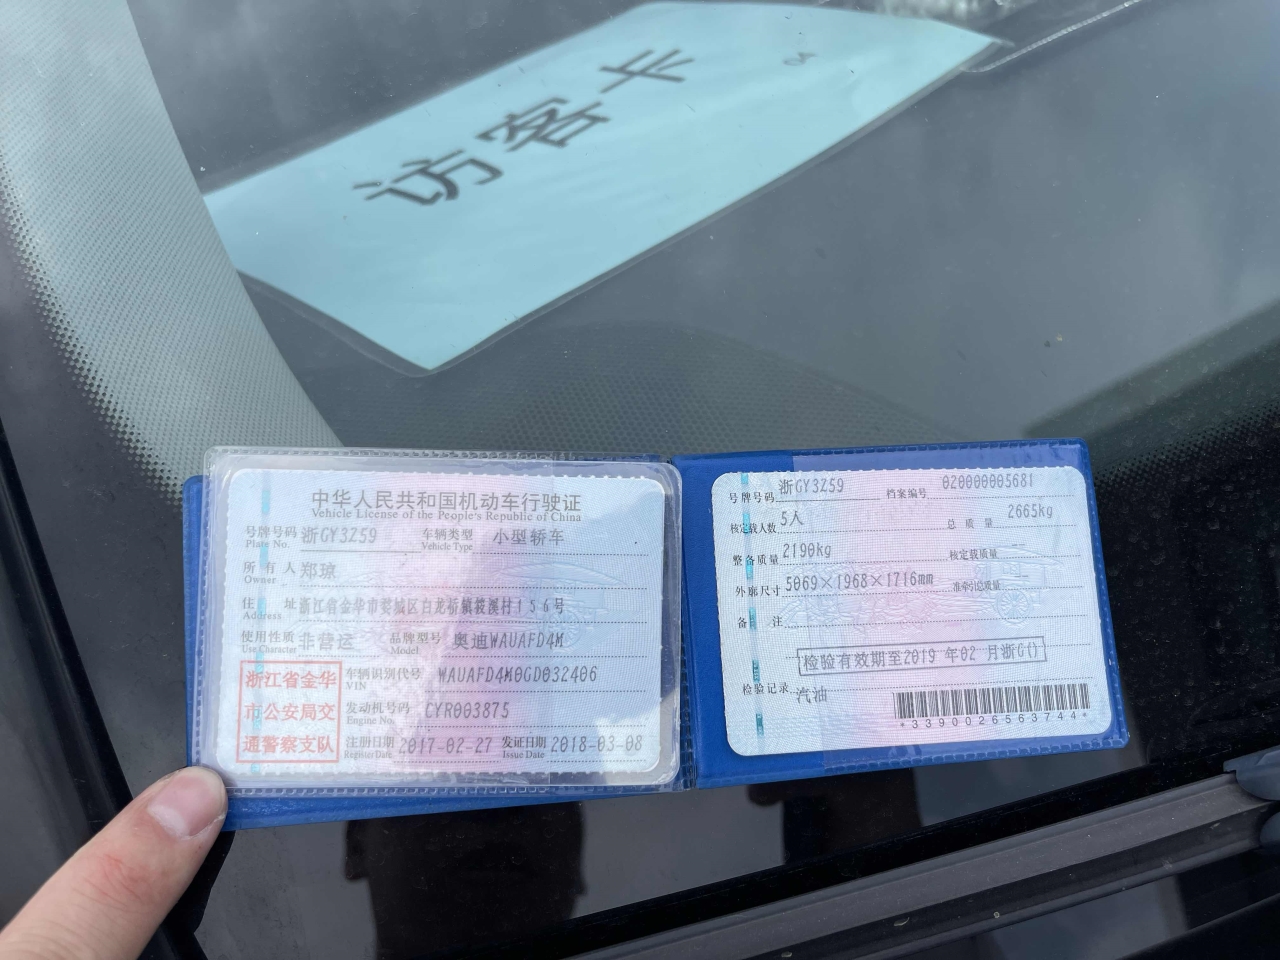 访客卡
04
中华人民共和国机动车行驶证
Vehicle License of the People's Republic of China
号牌号码 浙GY3Z59 车辆类型 小型轿车
Plate No. Vehicle Type
所有人 郑琼
Owner
住址 浙江省金华市婺城区白龙桥镇筱溪村156号
Address
使用性质 非营运 品牌型号 奥迪WAUAFD4M
Use Character Model
浙江省金华
市公安局交
通警察支队
车辆识别代号 WAUAFD4M0GD032406
VIN
发动机号码 CYR003875
Engine No.
注册日期 2017-02-27 发证日期 2018-03-08
Register Date Issue Date
号牌号码 浙GY3Z59 档案编号 020000005681
核定载人数 5人 总质量 2665kg
整备质量 2190kg 核定载质量 --
外廓尺寸 5069×1968×1716mm 准牵引总质量 --
备注
检验有效期至2019年02月浙G()
检验记录 汽油
*3390026563744*